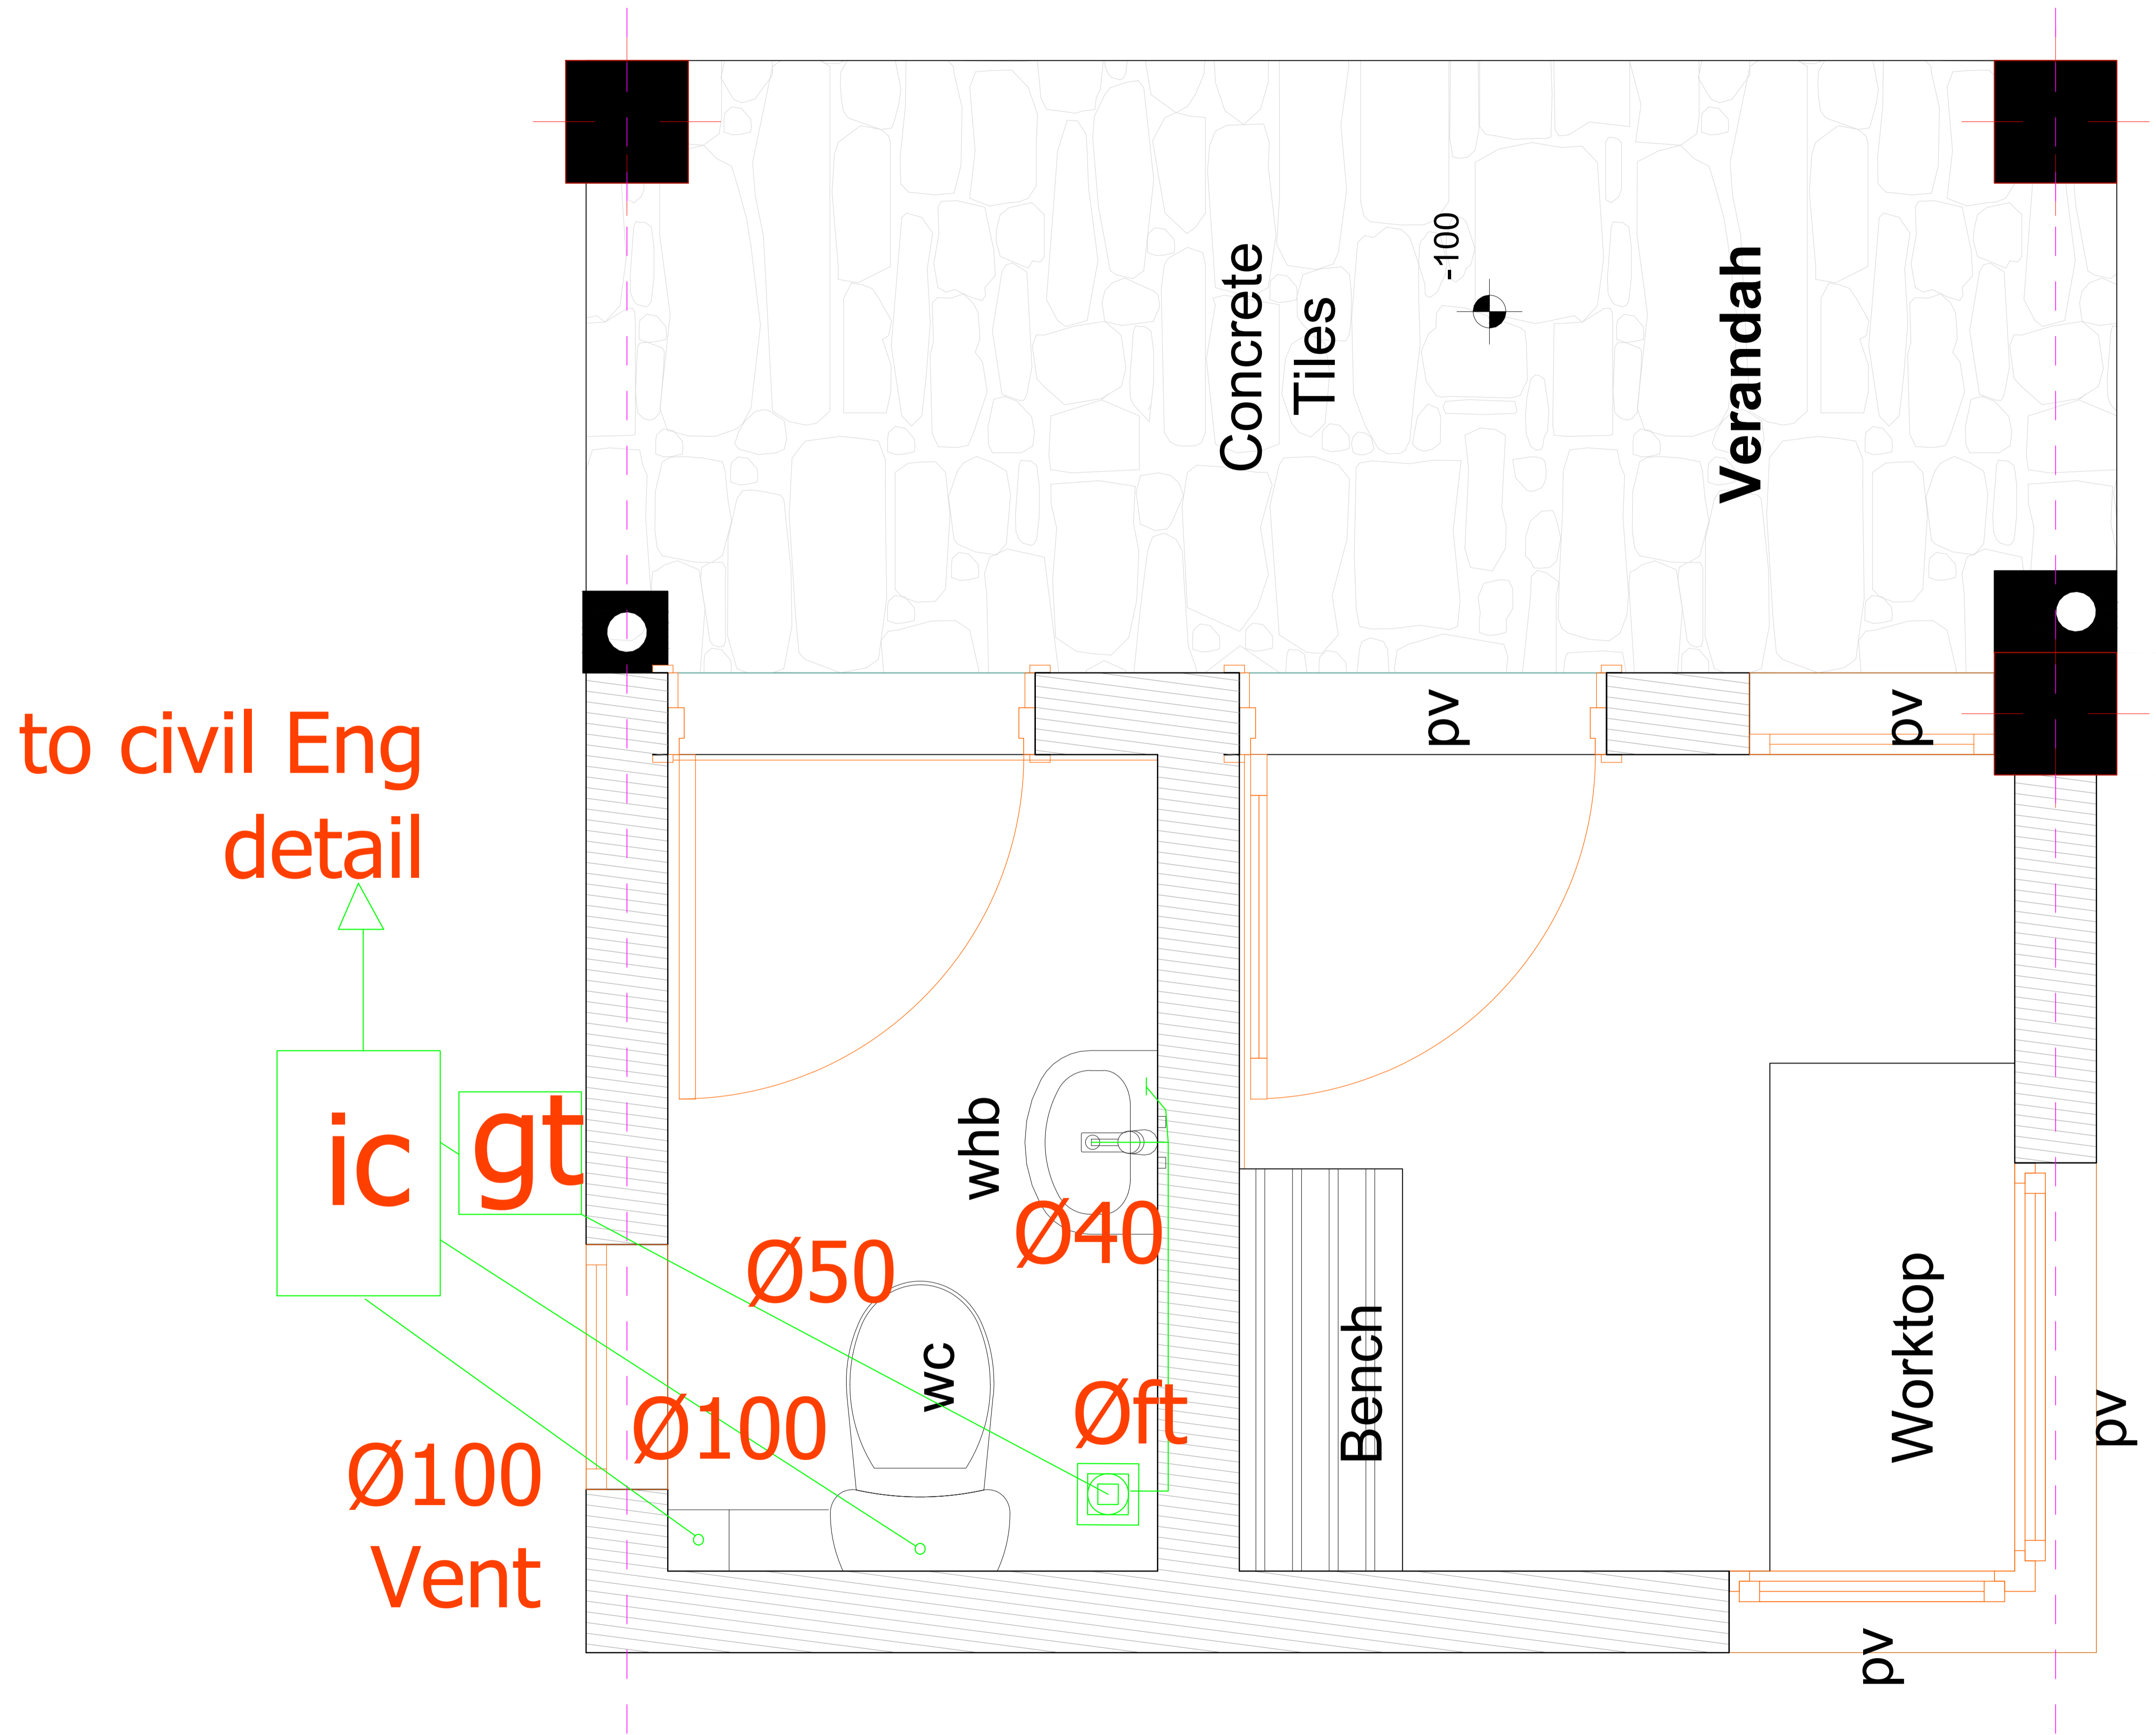 Concrete
Tilles
-100
Verandah
pv
pv
to civil Eng
detail
ic
gt
whb
Ø40
Ø50
wc
Øft
Ø100
Ø100
Vent
Bench
Worktop
pv
pv